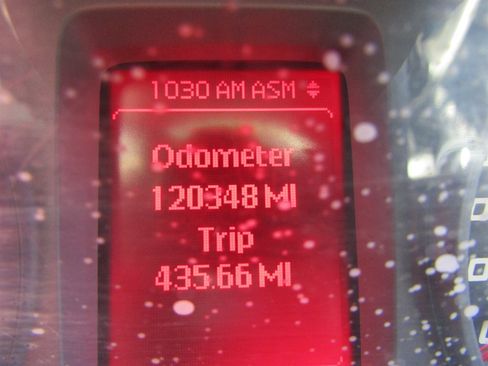 1030 AM ASM
Odometer
120348 MI
Trip
435.66 MI